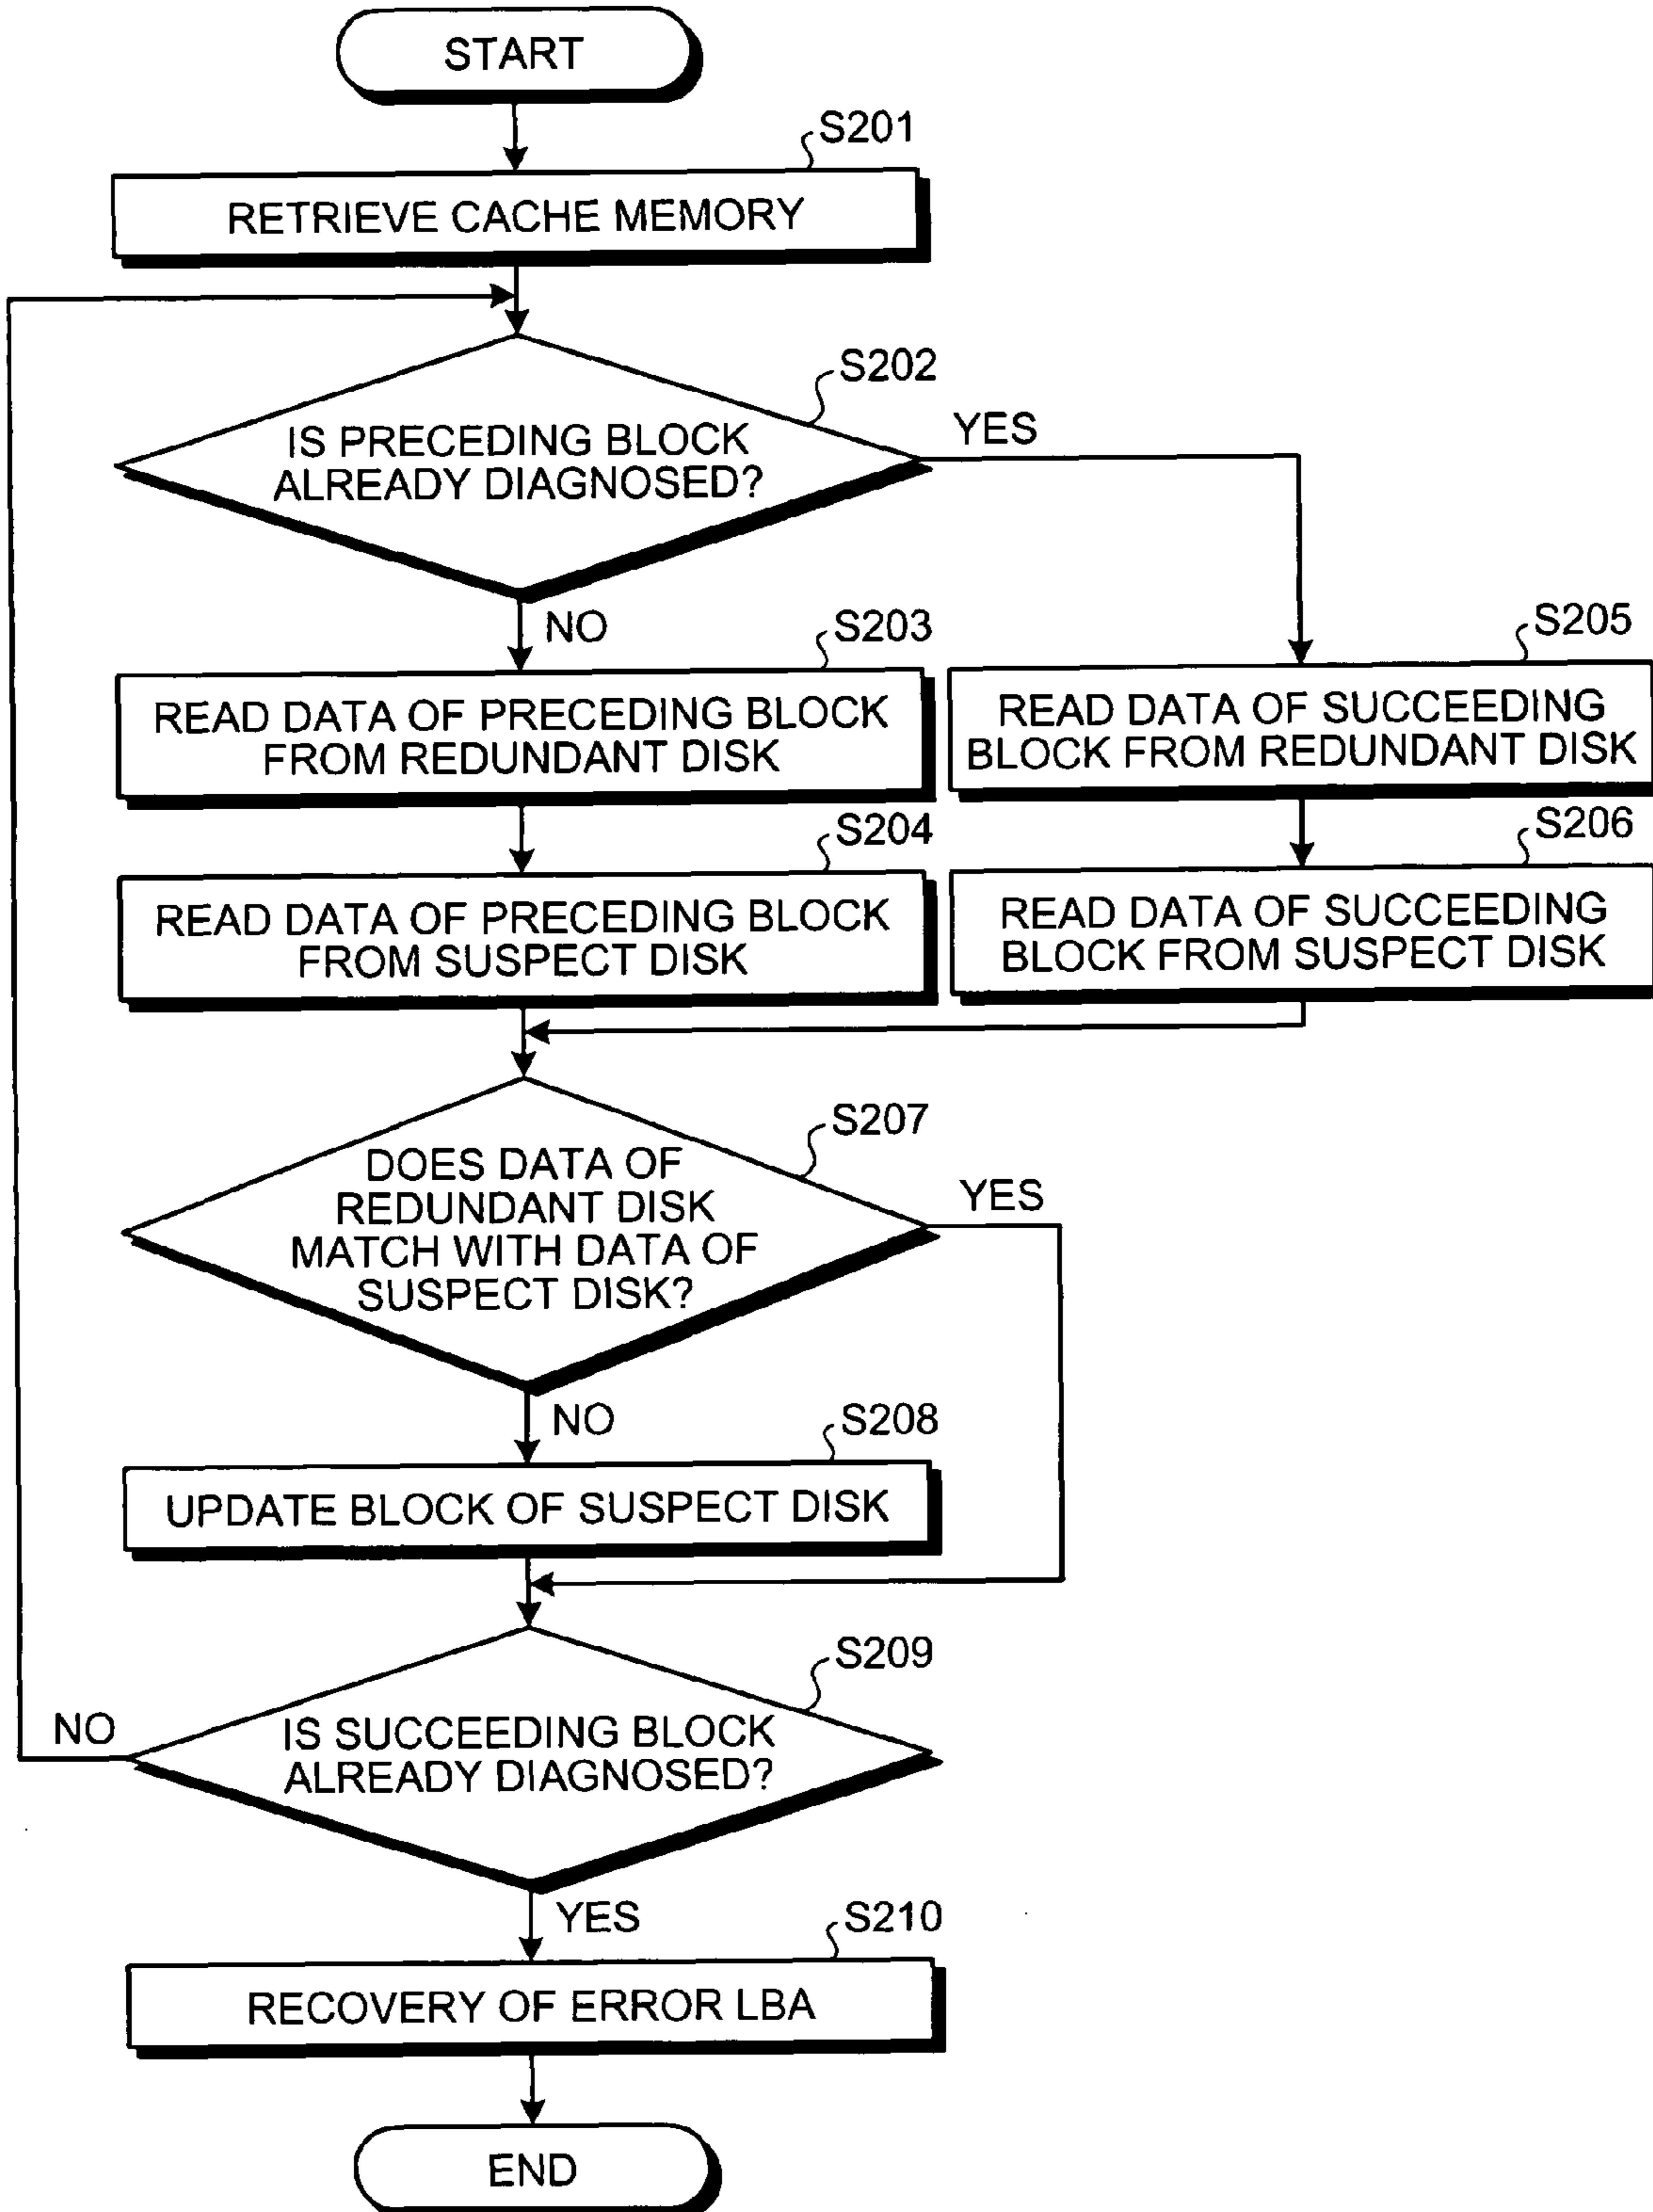 START
S201
RETRIEVE CACHE MEMORY
S202
IS PRECEDING BLOCK
ALREADY DIAGNOSED?
YES
NO
S203
READ DATA OF PRECEDING BLOCK
FROM REDUNDANT DISK
S205
READ DATA OF SUCCEEDING
BLOCK FROM REDUNDANT DISK
S204
READ DATA OF PRECEDING BLOCK
FROM SUSPECT DISK
S206
READ DATA OF SUCCEEDING
BLOCK FROM SUSPECT DISK
S207
DOES DATA OF
REDUNDANT DISK
MATCH WITH DATA OF
SUSPECT DISK?
YES
NO
S208
UPDATE BLOCK OF SUSPECT DISK
S209
IS SUCCEEDING BLOCK
ALREADY DIAGNOSED?
NO
YES
S210
RECOVERY OF ERROR LBA
END